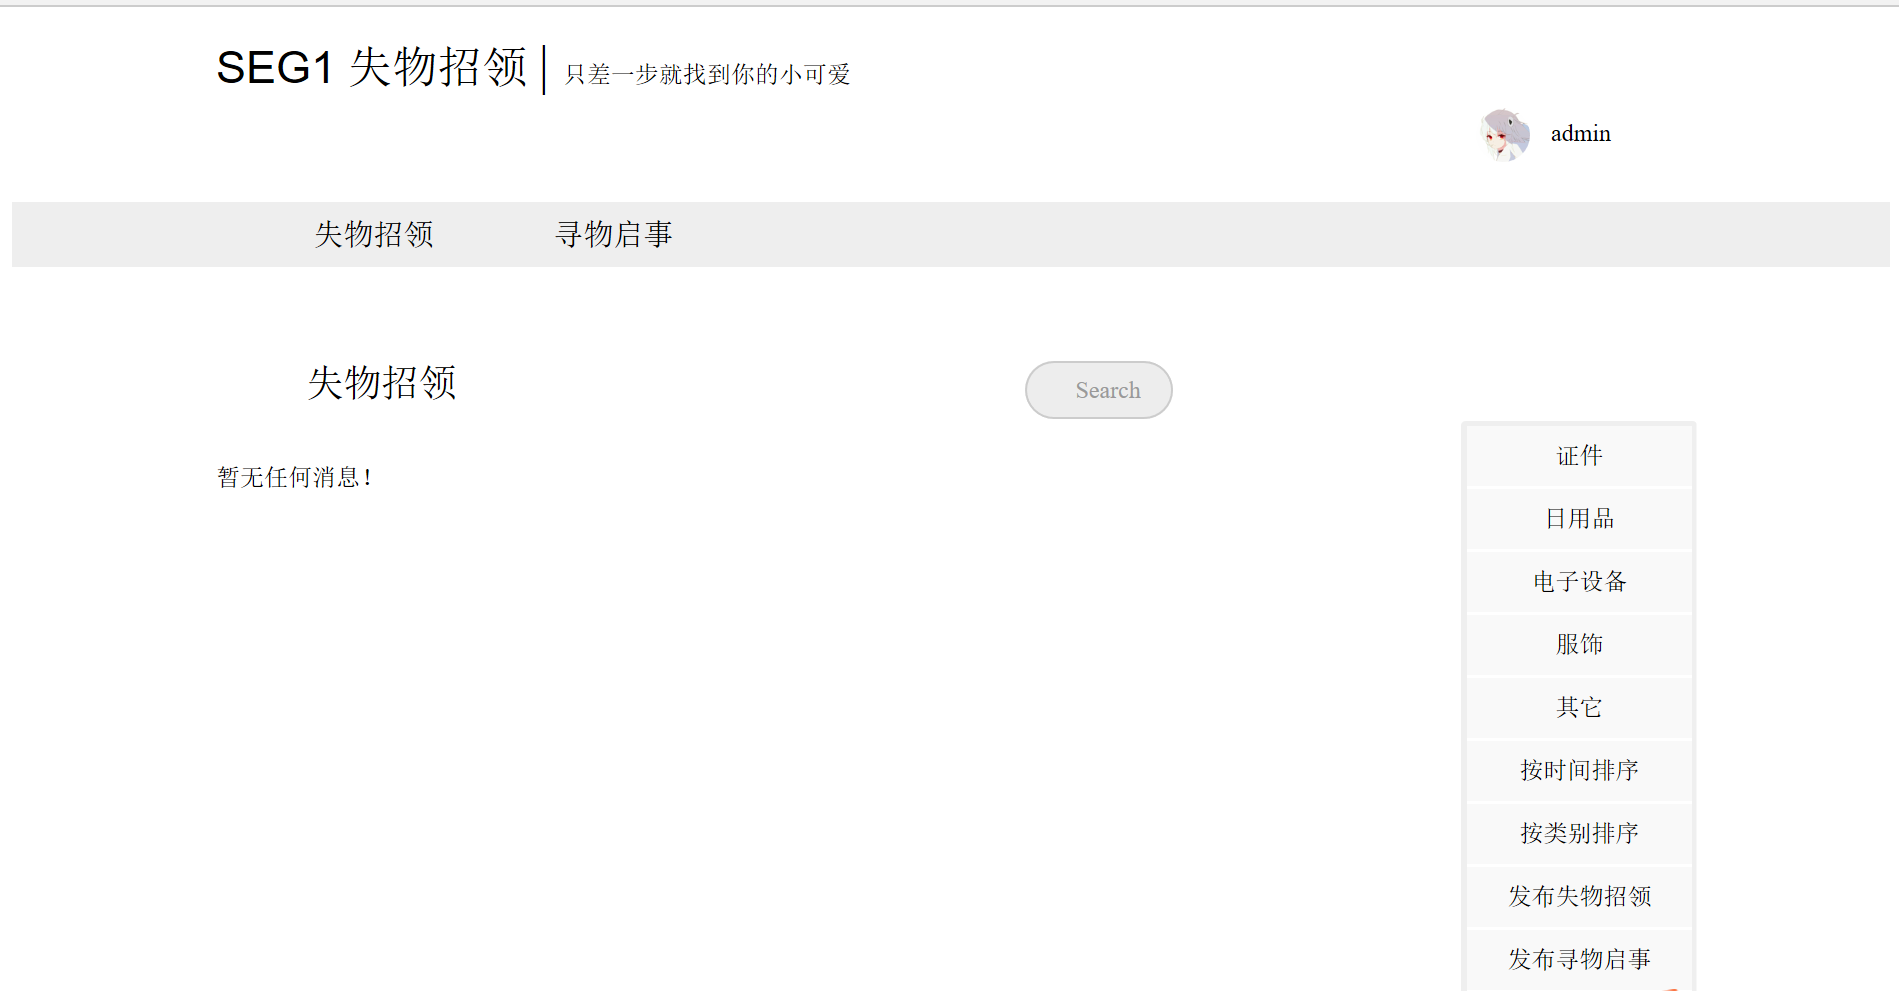 SEG1 失物招领 | 只差一步就找到你的小可爱
admin
失物招领 寻物启事
失物招领
Search
暂无任何消息！
证件
日用品
电子设备
服饰
其它
按时间排序
按类别排序
发布失物招领
发布寻物启事